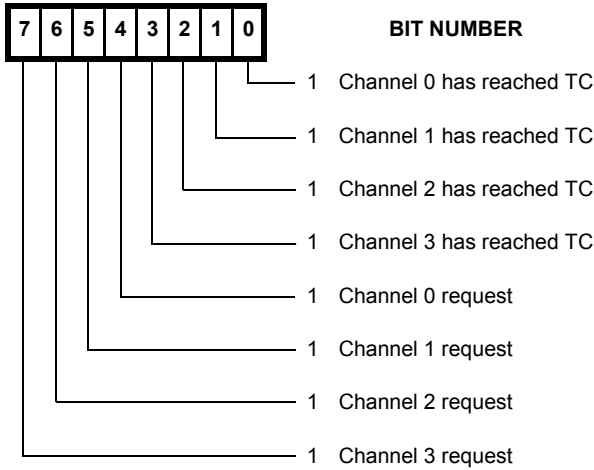 7 6 5 4 3 2 1 0 BIT NUMBER
1 Channel 0 has reached TC
1 Channel 1 has reached TC
1 Channel 2 has reached TC
1 Channel 3 has reached TC
1 Channel 0 request
1 Channel 1 request
1 Channel 2 request
1 Channel 3 request